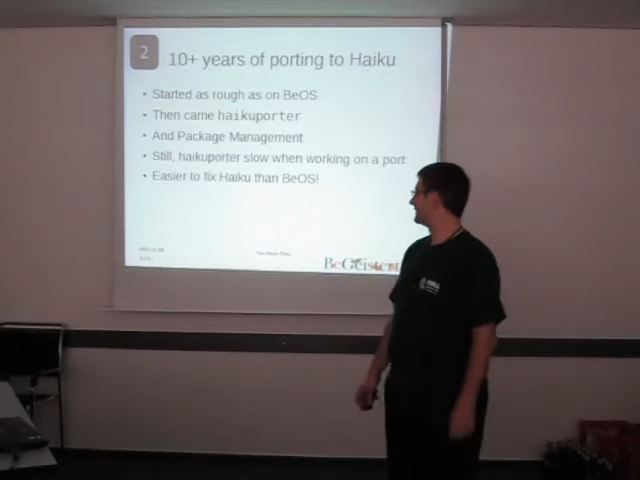 2
10+ years of porting to Haiku
• Started as rough as on BeOS
• Then came haikuporter
• And Package Management
• Still, haikuporter slow when working on a port
• Easier to fix Haiku than BeOS!
BeGeistert